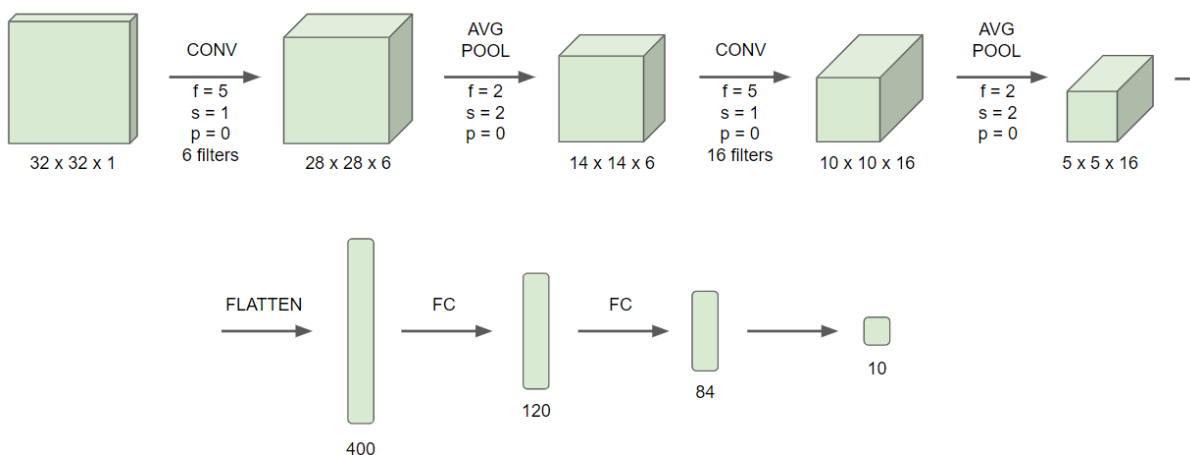 CONV
f = 5
s = 1
p = 0
6 filters
AVG
POOL
f = 2
s = 2
p = 0
CONV
f = 5
s = 1
p = 0
16 filters
AVG
POOL
f = 2
s = 2
p = 0
32 x 32 x 1
28 x 28 x 6
14 x 14 x 6
10 x 10 x 16
5 x 5 x 16
FLATTEN
FC
FC
400
120
84
10